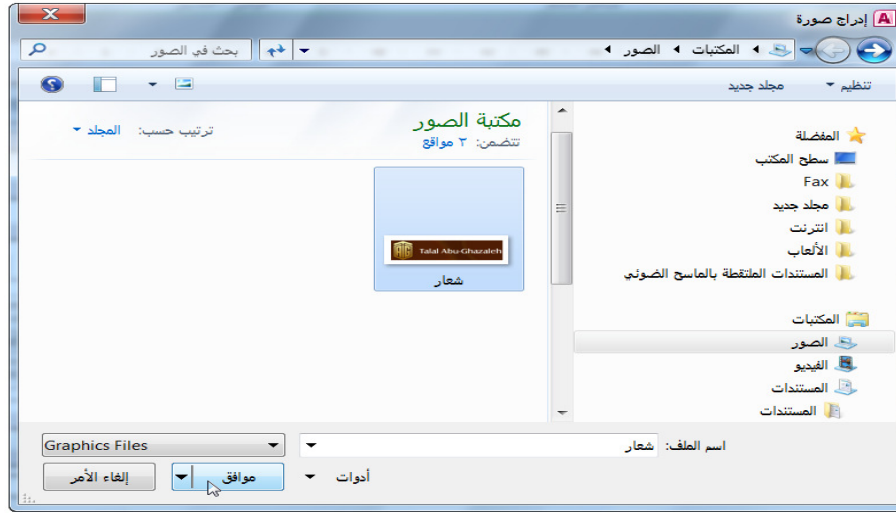 إدراج صورة
المكتبات
الصور
بحث في الصور
تنظيم
مجلد جديد
المفضلة
سطح المكتب
Fax
مجلد جديد
انترنت
الألعاب
المستندات الملتقطة بالماسح الضوئي
المكتبات
الصور
الفيديو
المستندات
المستندات
مكتبة الصور
تتضمن: ٢ مواقع
ترتيب حسب: المجلد
Talal Abu-Ghazaleh
شعار
اسم الملف: شعار
Graphics Files
أدوات
موافق
إلغاء الأمر